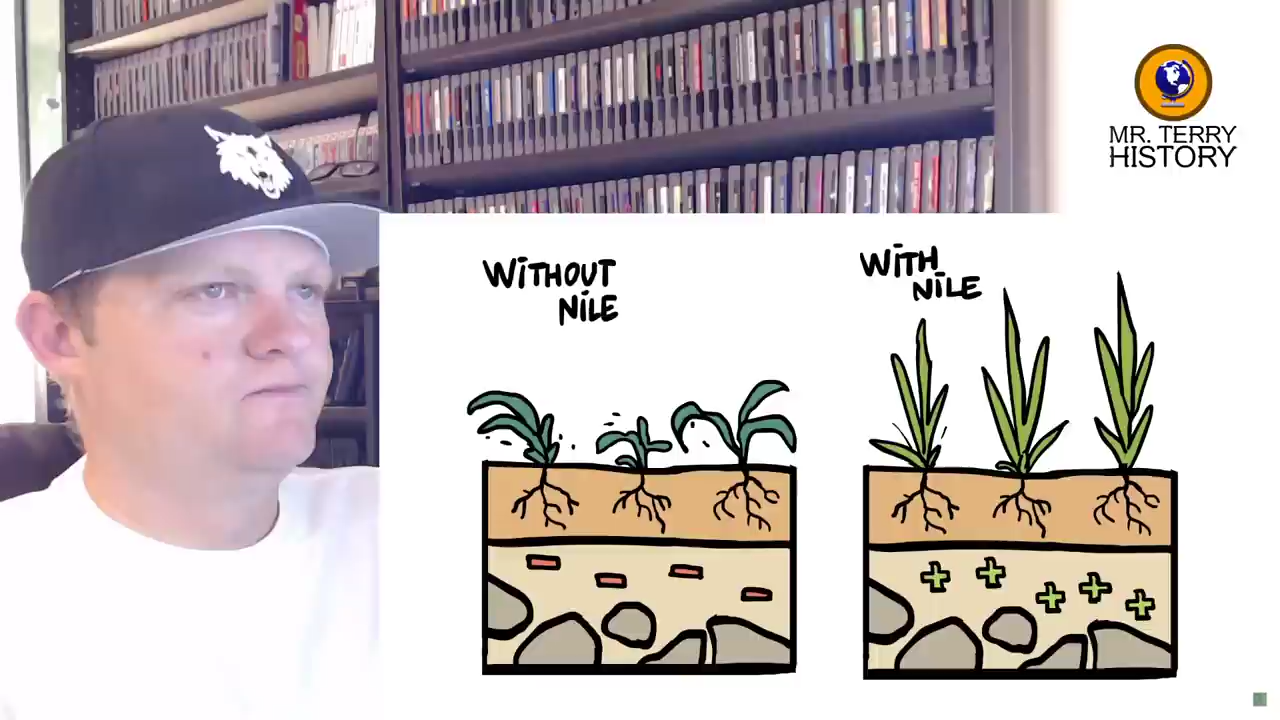 MR. TERRY
HISTORY
WiTHOUT
NiLE
WiTH
NiLE